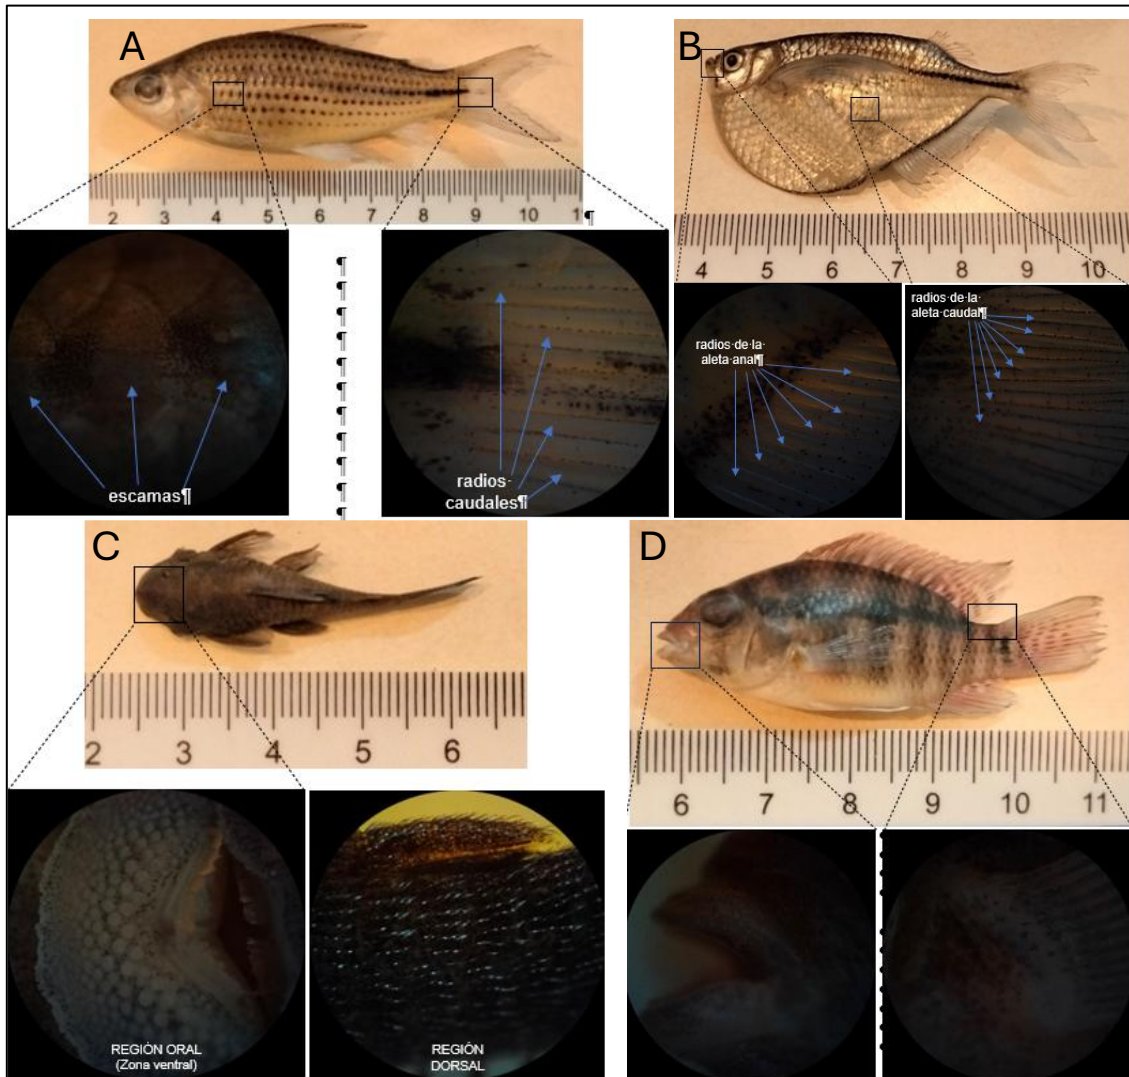 A
B
2 3 4 5 6 7 8 9 10 1
¶
4 5 6 7 8 9 10
¶
¶
¶
¶
¶
¶
¶
¶
¶
¶
¶
escamas¶
radios·
caudales¶
radios·de·la·
aleta·anal¶
radios·de·la·
aleta·caudal¶
C
D
2 3 4 5 6
6 7 8 9 10 11
REGIÓN ORAL
(Zona ventral)
REGIÓN
DORSAL